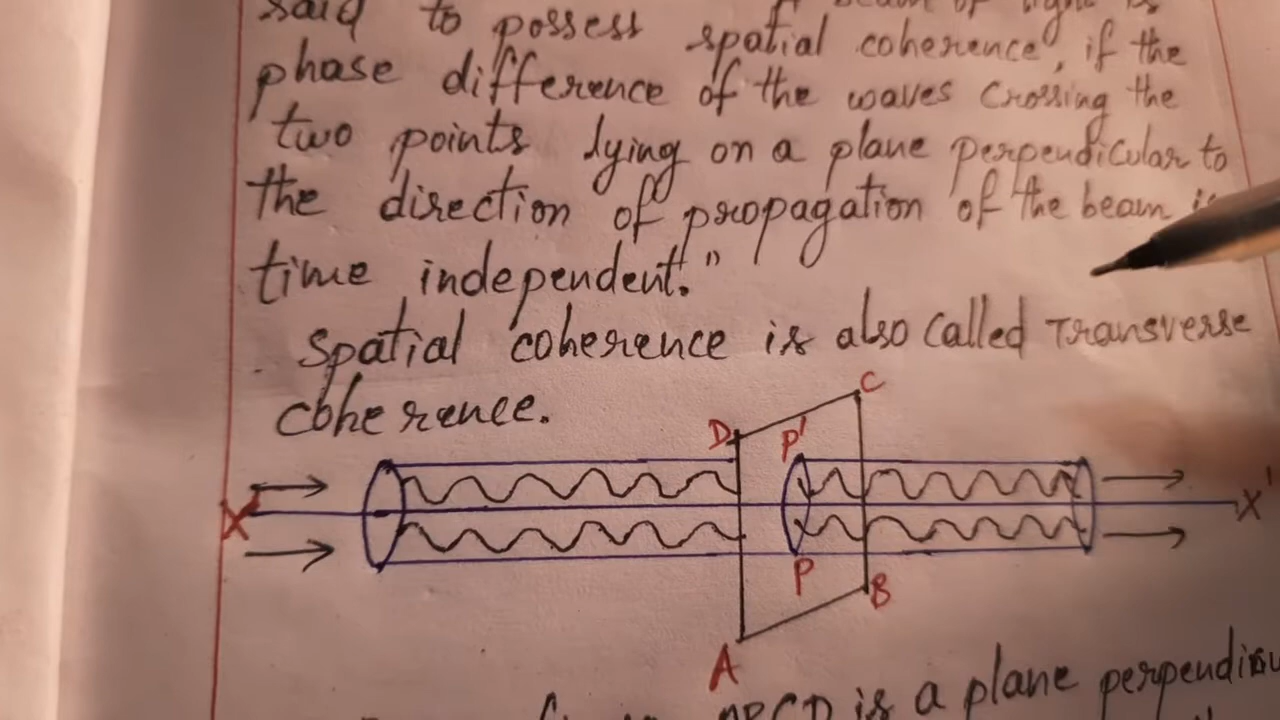 said to possess
spatial coherence, if the
phase difference of the waves crossing the
two points lying on a plane perpendicular to
the direction of propagation of the beam is
time independent."
Spatial coherence is also called Transverse
coherence.
C
D
P'
X
X'
P
B
A
ABCD is a plane perpendicu